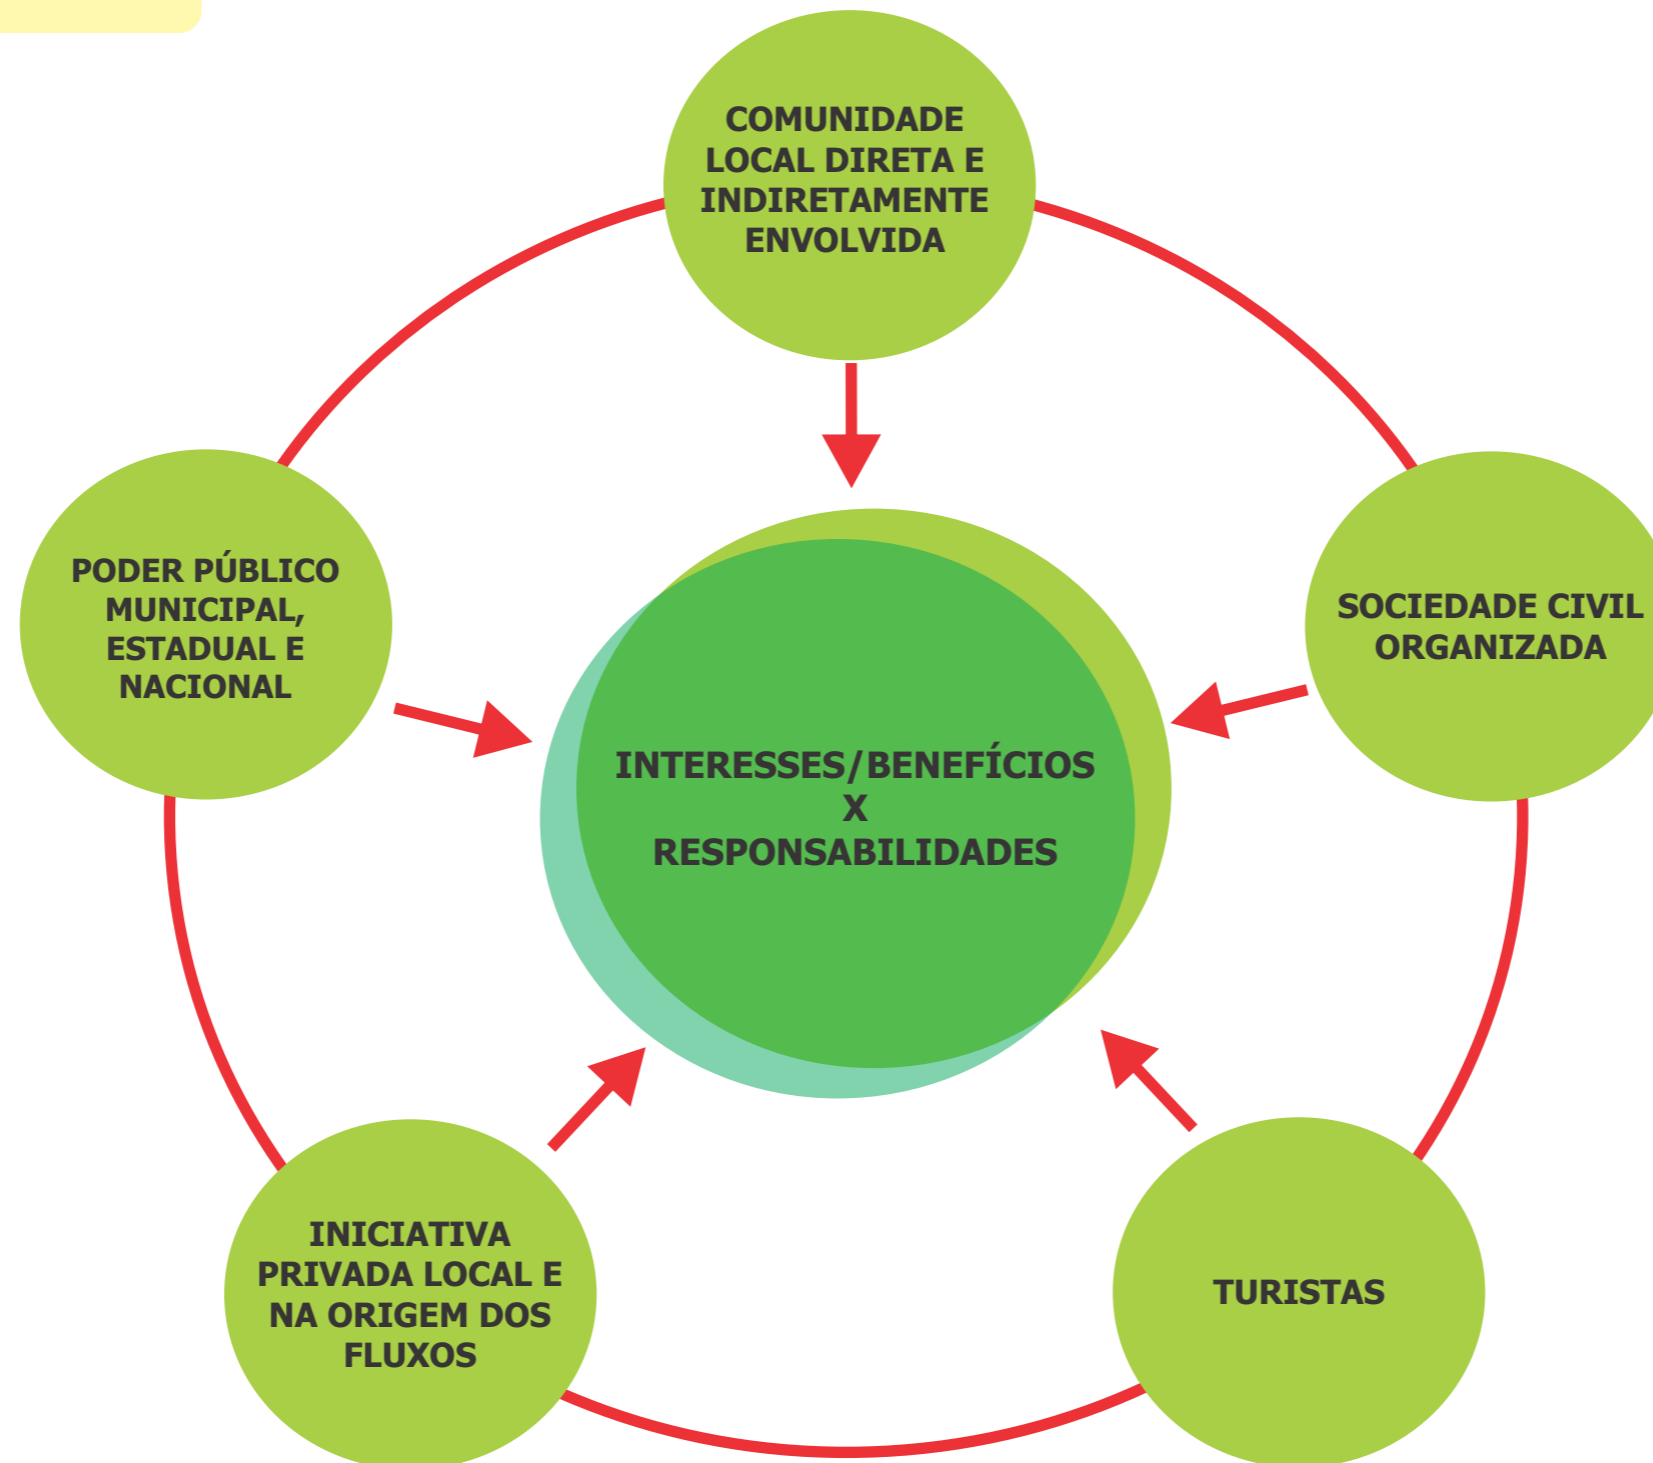 COMUNIDADE
LOCAL DIRETA E
INDIRETAMENTE
ENVOLVIDA
PODER PÚBLICO
MUNICIPAL,
ESTADUAL E
NACIONAL
SOCIEDADE CIVIL
ORGANIZADA
INTERESSES/BENEFÍCIOS
X
RESPONSABILIDADES
INICIATIVA
PRIVADA LOCAL E
NA ORIGEM DOS
FLUXOS
TURISTAS